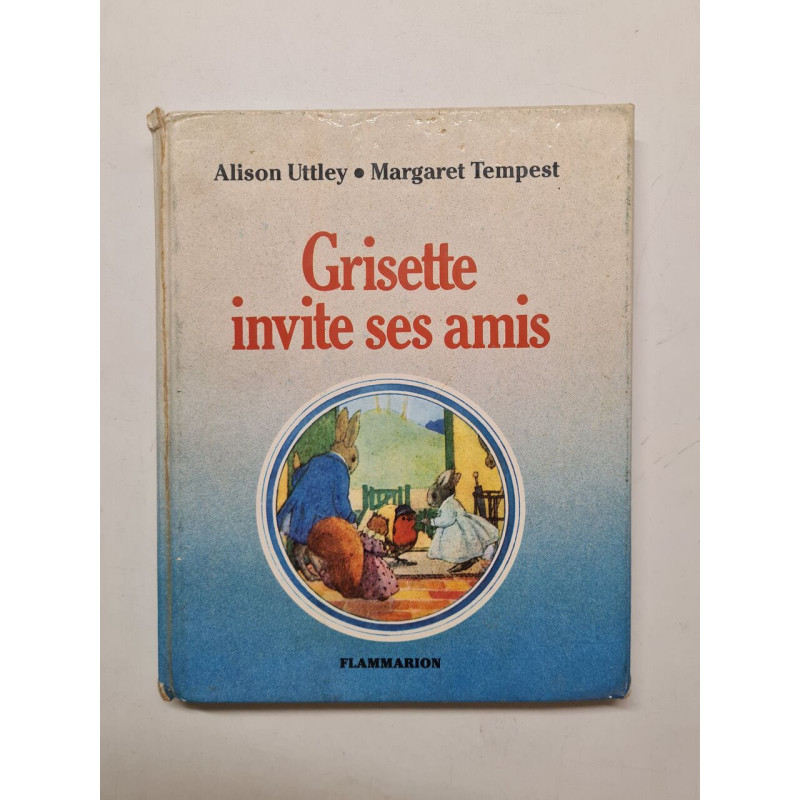 Alison Uttley • Margaret Tempest
Grisette
invite ses amis
FLAMMARION